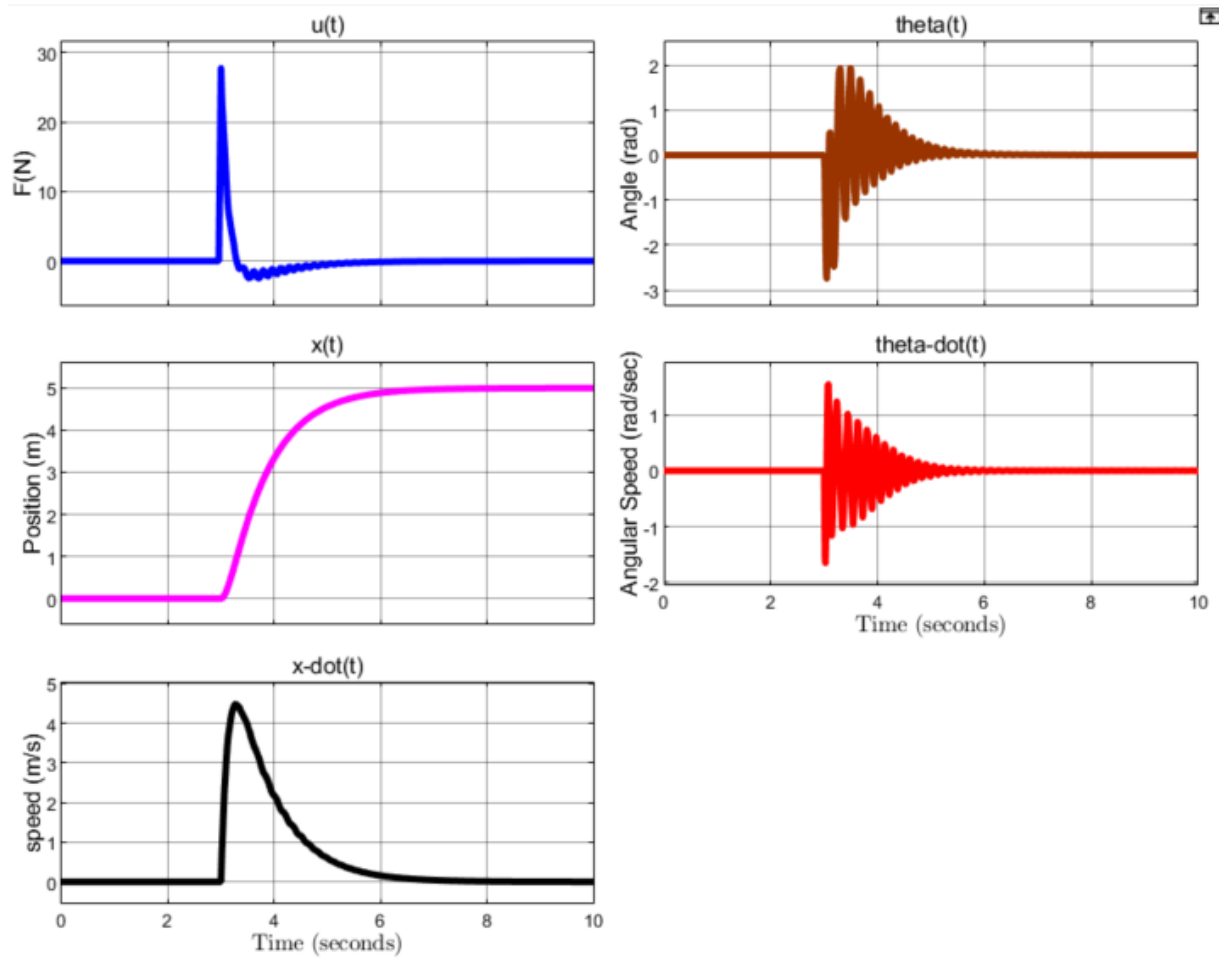 u(t)
F(N)
30
20
10
0
x(t)
Position (m)
5
4
3
2
1
0
x-dot(t)
speed (m/s)
5
4
3
2
1
0
0 2 4 6 8 10
Time (seconds)
theta(t)
Angle (rad)
2
1
0
-1
-2
-3
theta-dot(t)
Angular Speed (rad/sec)
1
0
-1
-2
0 2 4 6 8 10
Time (seconds)